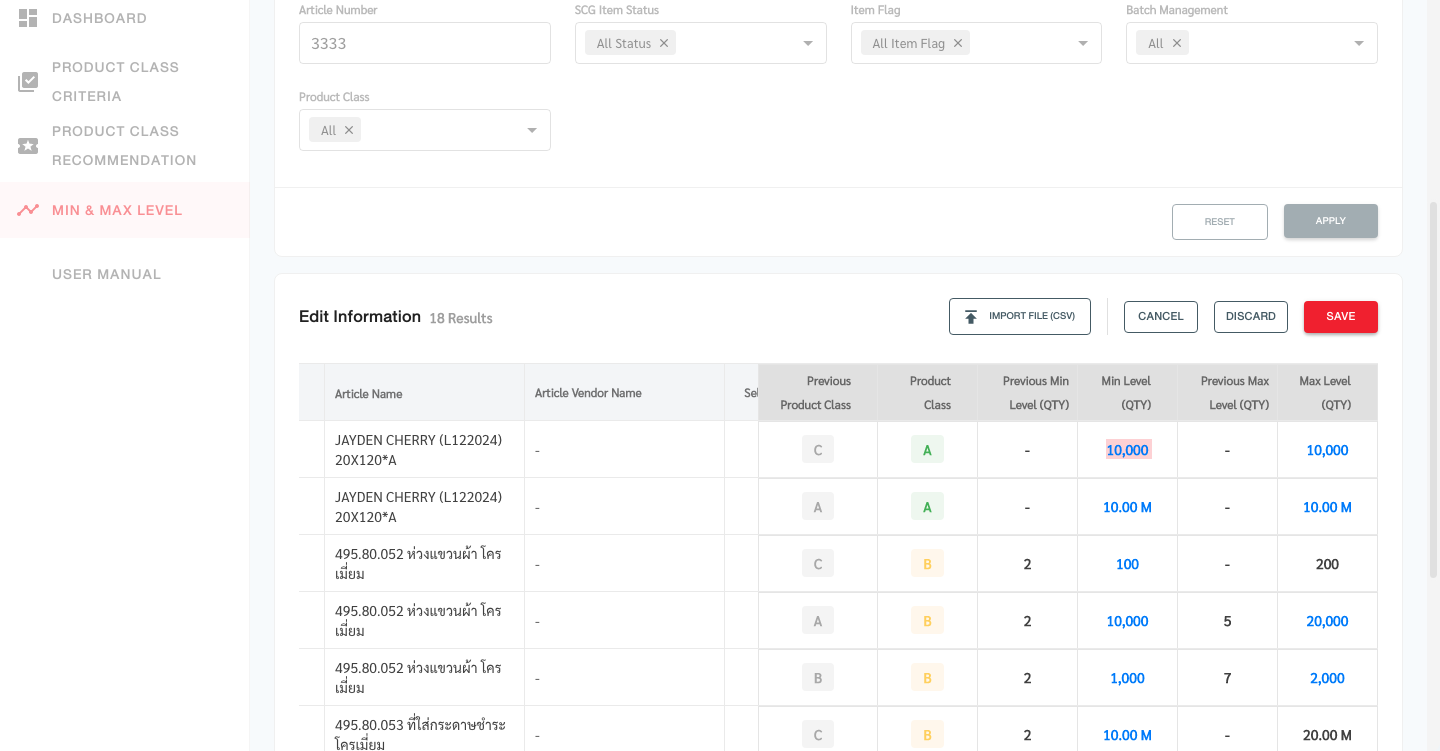 DASHBOARD
PRODUCT CLASS
CRITERIA
PRODUCT CLASS
RECOMMENDATION
MIN & MAX LEVEL
USER MANUAL
Article Number
SCG Item Status
Item Flag
Batch Management
3333
All Status
All Item Flag
All
Product Class
All
RESET
APPLY
Edit Information 18 Results
IMPORT FILE (CSV)
CANCEL
DISCARD
SAVE
Article Name
Article Vendor Name
Sel
Previous
Product Class
Product
Class
Previous Min
Level (QTY)
Min Level
(QTY)
Previous Max
Level (QTY)
Max Level
(QTY)
JAYDEN CHERRY (L122024)
20X120*A
-
C
A
-
10,000
-
10,000
JAYDEN CHERRY (L122024)
20X120*A
-
A
A
-
10.00 M
-
10.00 M
495.80.052 ห่วงแขวนผ้า โคร
เมี่ยม
-
C
B
2
100
-
200
495.80.052 ห่วงแขวนผ้า โคร
เมี่ยม
-
A
B
2
10,000
5
20,000
495.80.052 ห่วงแขวนผ้า โคร
เมี่ยม
-
B
B
2
1,000
7
2,000
495.80.053 ที่ใส่กระดาษชำระ
โครเมี่ยม
-
C
B
2
10.00 M
-
20.00 M